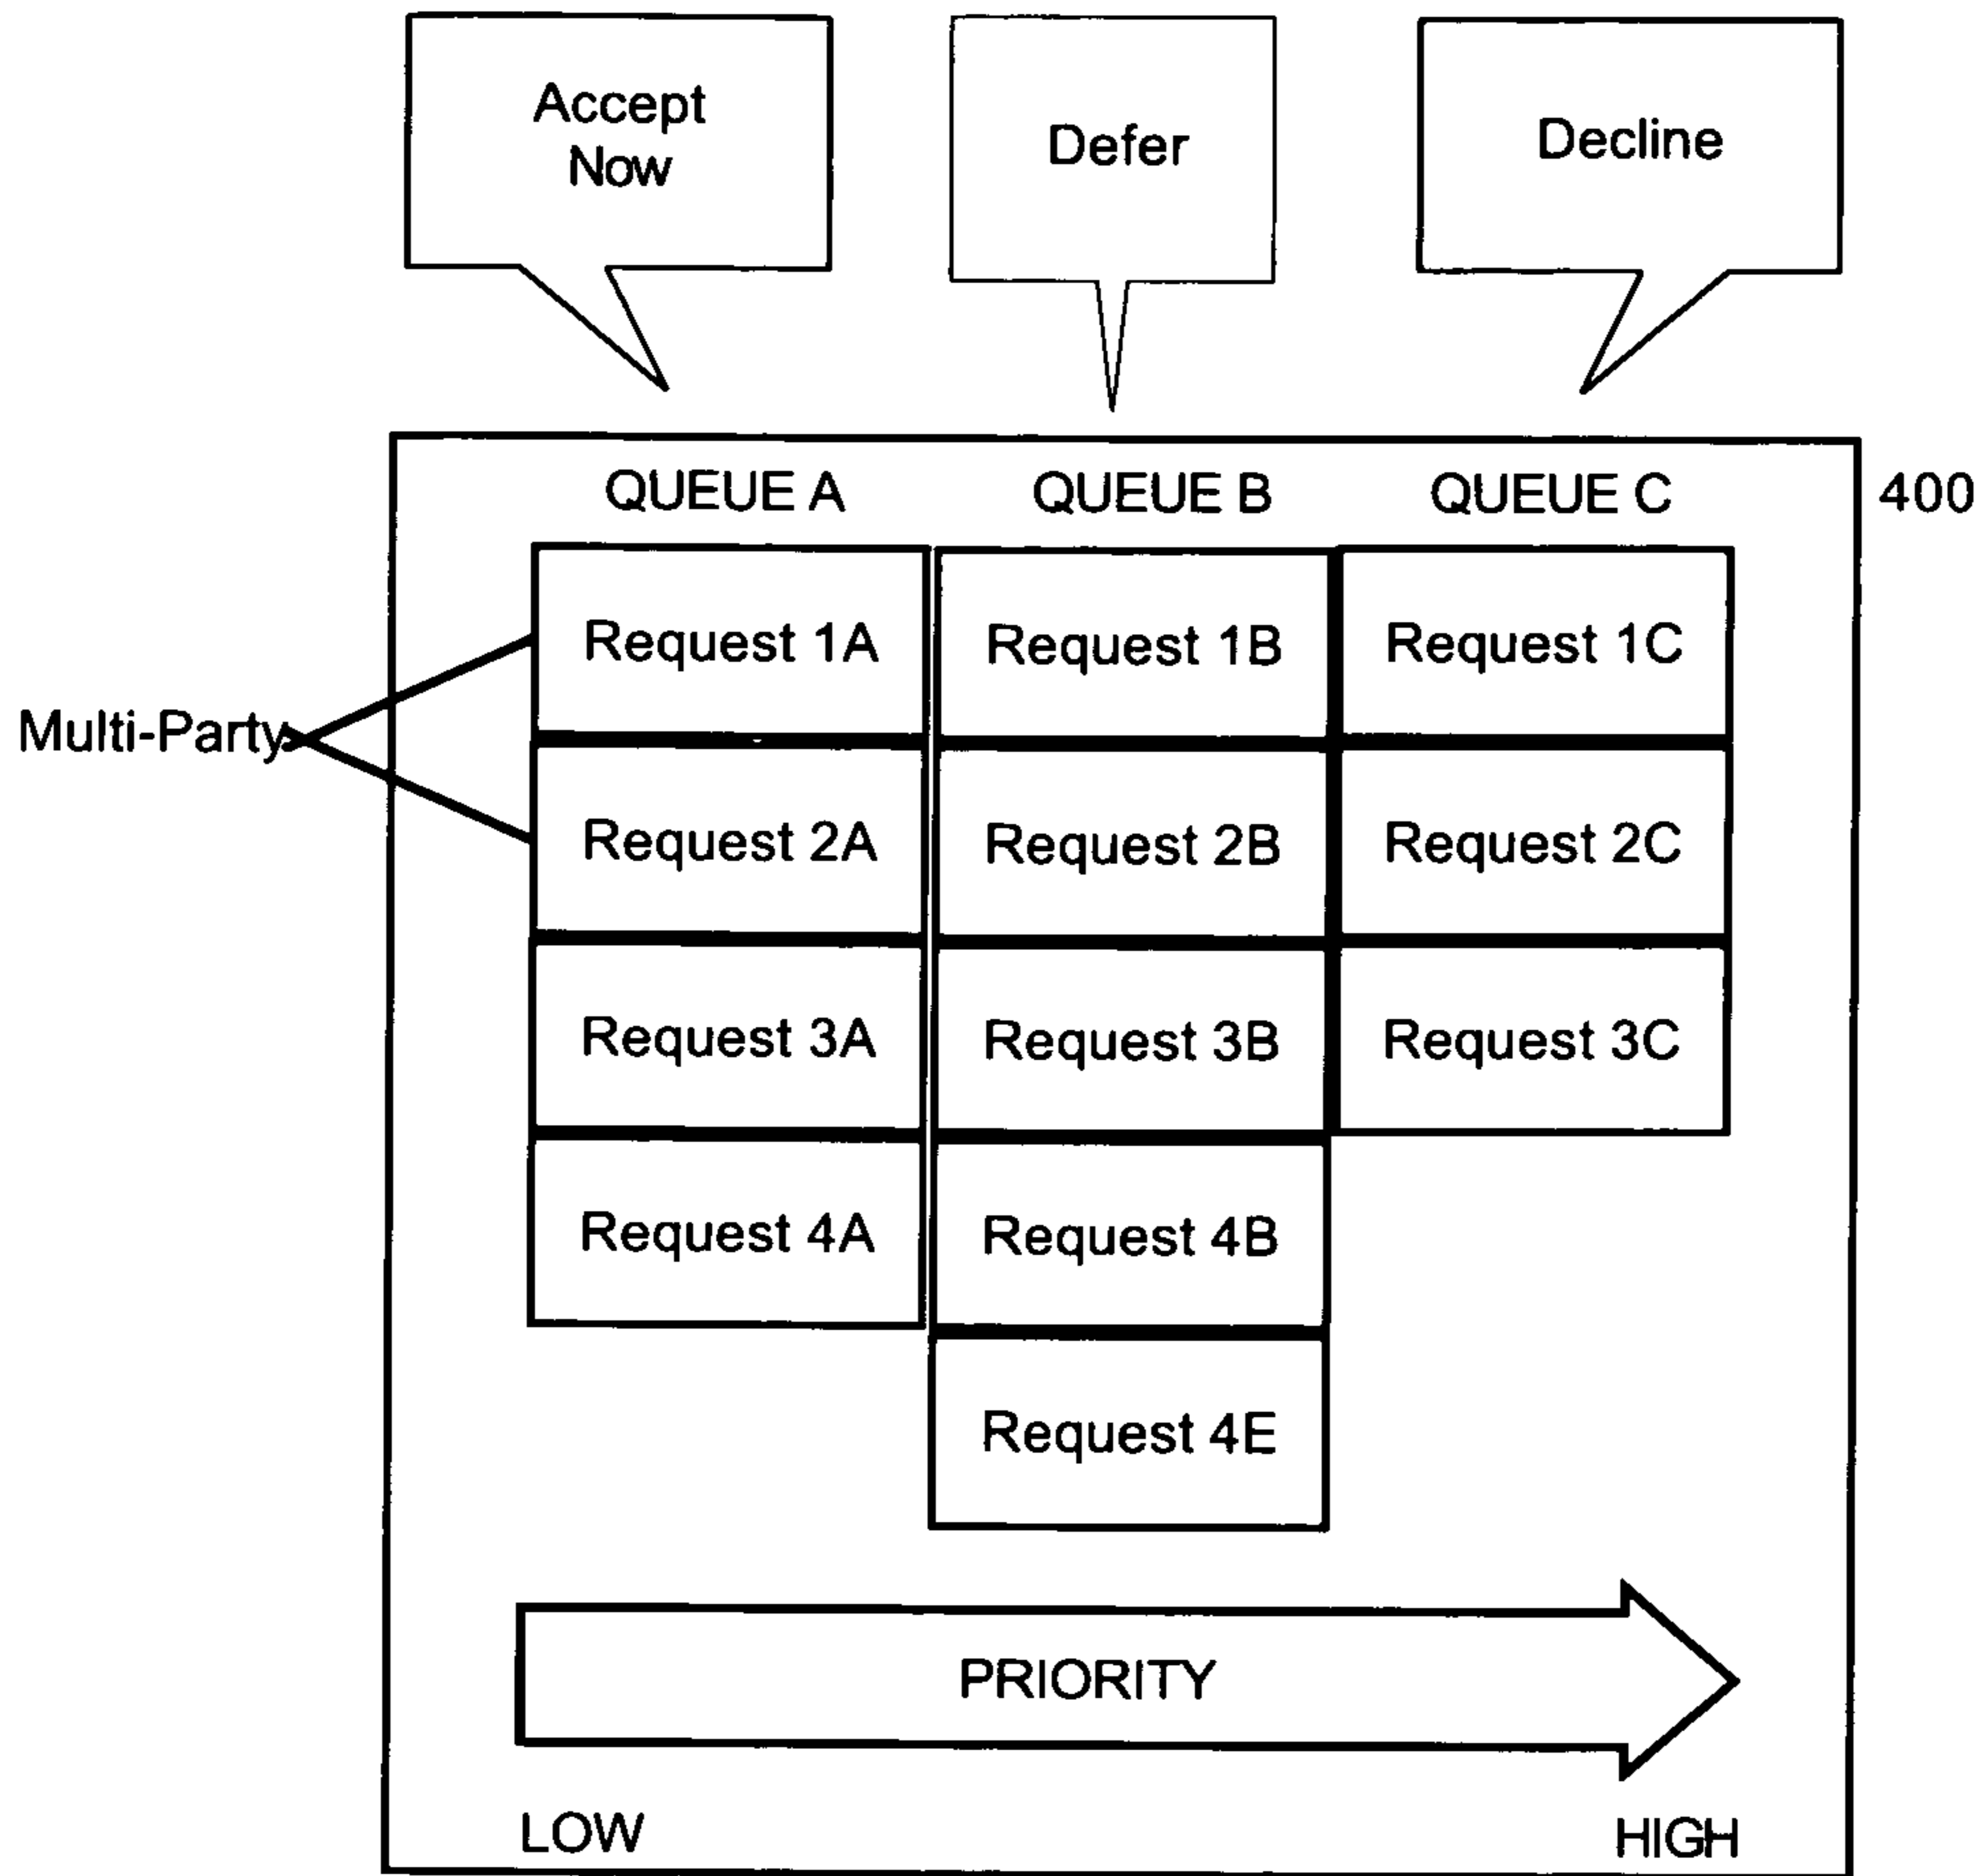 Accept
Now
Defer
Decline
QUEUE A
QUEUE B
QUEUE C
400
Request 1A
Request 1B
Request 1C
Multi-Party
Request 2A
Request 2B
Request 2C
Request 3A
Request 3B
Request 3C
Request 4A
Request 4B
Request 4E
PRIORITY
LOW
HIGH